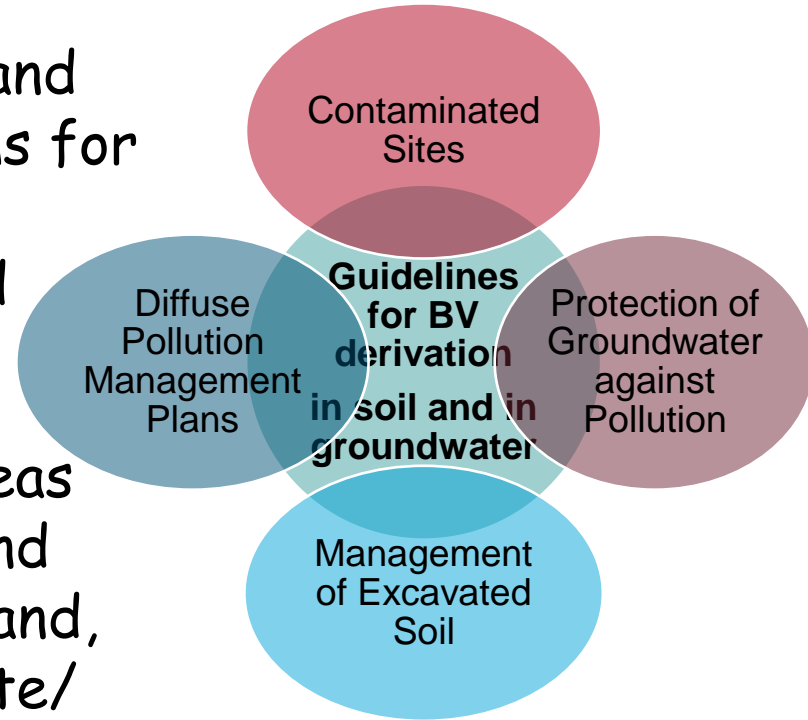 and
s for
eas
nd
and,
te/
Contaminated
Sites
Diffuse
Pollution
Management
Plans
Guidelines
for BV
derivation
in soil and in
groundwater
Protection of
Groundwater
against
Pollution
Management
of Excavated
Soil